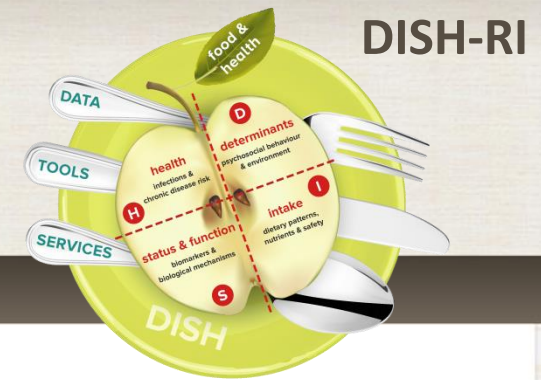 DISH-RI
food &
health
DATA
TOOLS
SERVICES
D
determinants
psychosocial behaviour
& environment
I
intake
dietary patterns,
nutrients & safety
S
status & function
biomarkers &
biological mechanisms
H
health
infections &
chronic disease risk
DISH